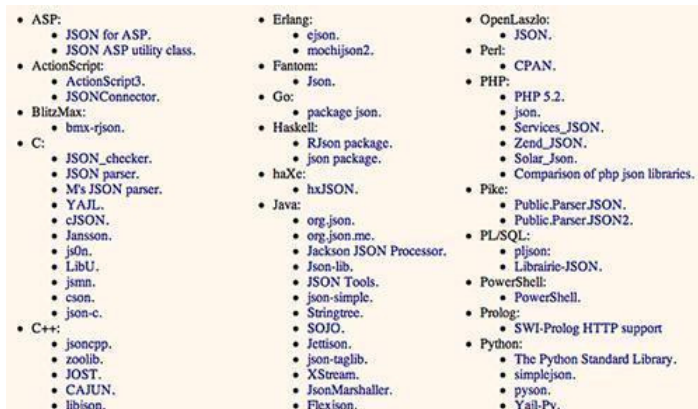 ASP:
JSON for ASP.
JSON ASP utility class.
ActionScript:
ActionScript3.
JSONConnector.
BlitzMax:
bmx-rjson.
C:
JSON_checker.
JSON parser.
M's JSON parser.
YAJL.
cJSON.
Jansson.
js0n.
LibU.
jsmn.
cson.
json-c.
C++:
jsoncpp.
zoolib.
JOST.
CAJUN.
libjson.
Erlang:
ejson.
mochijson2.
Fantom:
Json.
Go:
package json.
Haskell:
RJson package.
json package.
haXe:
hxJSON.
Java:
org.json.
org.json.me.
Jackson JSON Processor.
Json-lib.
JSON Tools.
json-simple.
Stringtree.
SOJO.
Jettison.
json-taglib.
XStream.
JsonMarshaller.
Flexjson.
OpenLaszlo:
JSON.
Perl:
CPAN.
PHP:
PHP 5.2.
json.
Services_JSON.
Zend_JSON.
Solar_Json.
Comparison of php json libraries.
Pike:
Public.Parser.JSON.
Public.Parser.JSON2.
PL/SQL:
pljson:
Librairie-JSON.
PowerShell:
PowerShell.
Prolog:
SWI-Prolog HTTP support
Python:
The Python Standard Library.
simplejson.
pyson.
Yajl-Py.